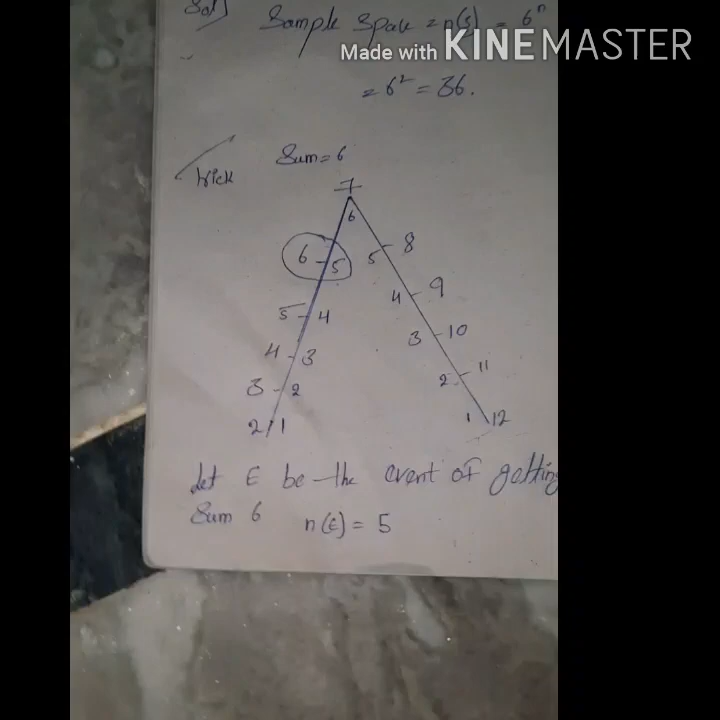 Sol)
Sample Space = n(s) = 6ⁿ
Made with KINEMASTER
= 6² = 36.
Trick
Sum = 6
7
6
6 5
5 8
5 4
4 9
4 3
3 10
3 2
2 11
2 1
1 12
Let E be the event of getting
Sum 6 n(E) = 5